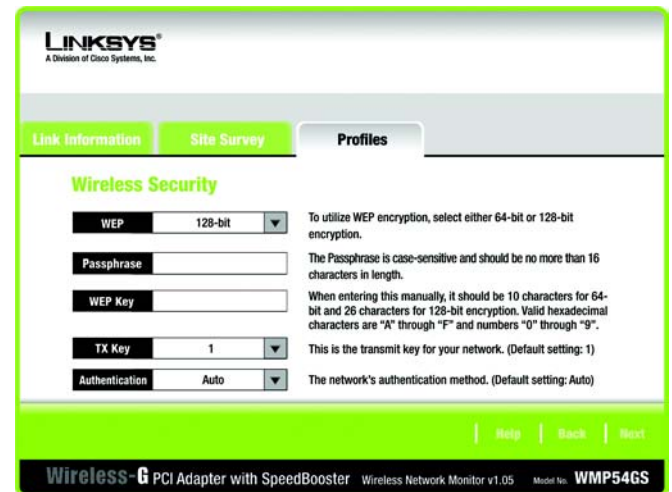 LINKSYS®
A Division of Cisco Systems, Inc.
Link Information
Site Survey
Profiles
Wireless Security
WEP
128-bit
To utilize WEP encryption, select either 64-bit or 128-bit
encryption.
Passphrase
The Passphrase is case-sensitive and should be no more than 16
characters in length.
WEP Key
When entering this manually, it should be 10 characters for 64-
bit and 26 characters for 128-bit encryption. Valid hexadecimal
characters are "A" through "F" and numbers "0" through "9".
TX Key
1
This is the transmit key for your network. (Default setting: 1)
Authentication
Auto
The network's authentication method. (Default setting: Auto)
Help
Back
Next
Wireless-G PCI Adapter with SpeedBooster Wireless Network Monitor v1.05 Model No. WMP54GS